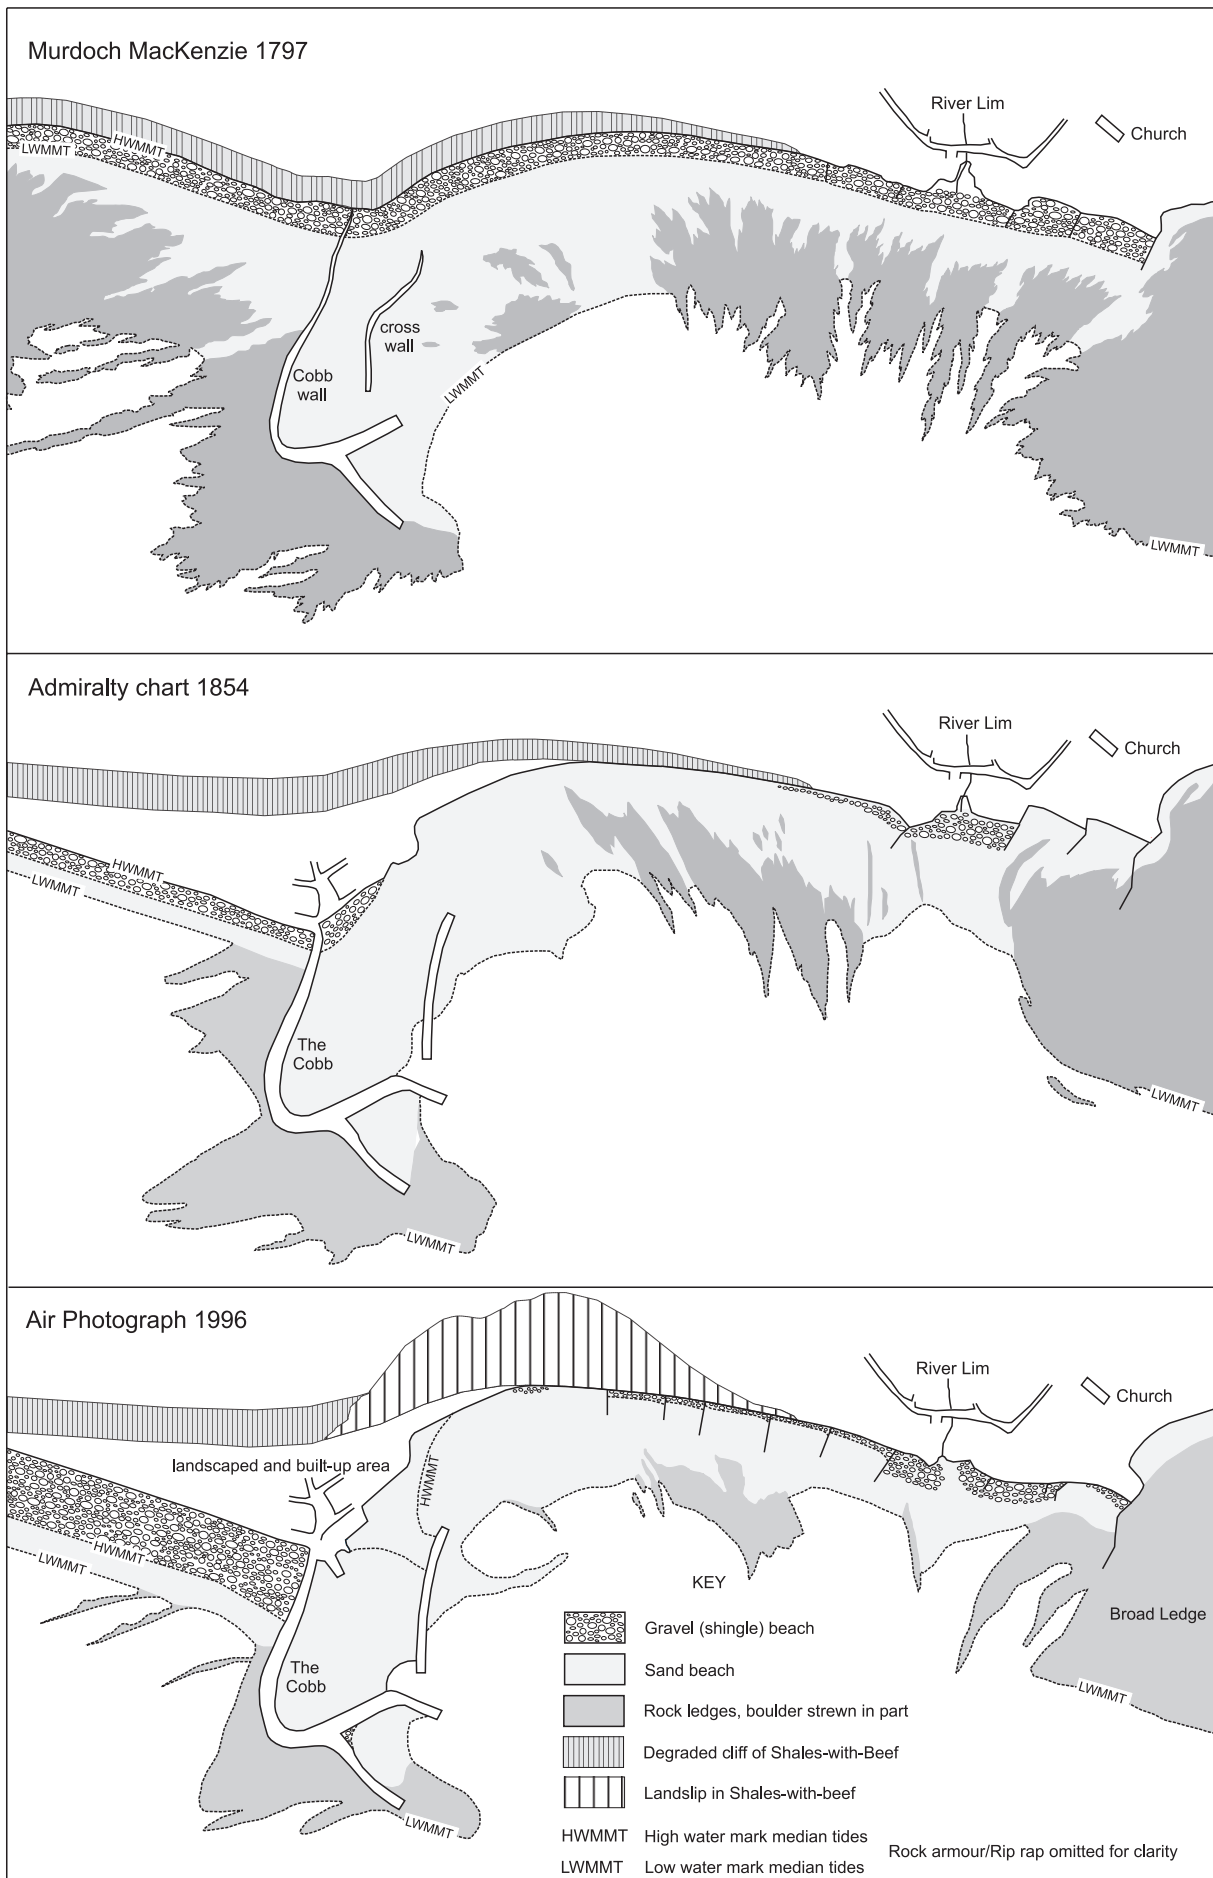 Murdoch MacKenzie 1797
River Lim
Church
HWMMT
LWMMT
cross
wall
Cobb
wall
LWMMT
LWMMT
Admiralty chart 1854
River Lim
Church
HWMMT
LWMMT
The
Cobb
LWMMT
LWMMT
Air Photograph 1996
River Lim
Church
landscaped and built-up area
HWMMT
HWMMT
LWMMT
KEY
Gravel (shingle) beach
Broad Ledge
Sand beach
The
Cobb
LWMMT
Rock ledges, boulder strewn in part
Degraded cliff of Shales-with-Beef
Landslip in Shales-with-beef
LWMMT
HWMMT High water mark median tides
Rock armour/Rip rap omitted for clarity
LWMMT Low water mark median tides